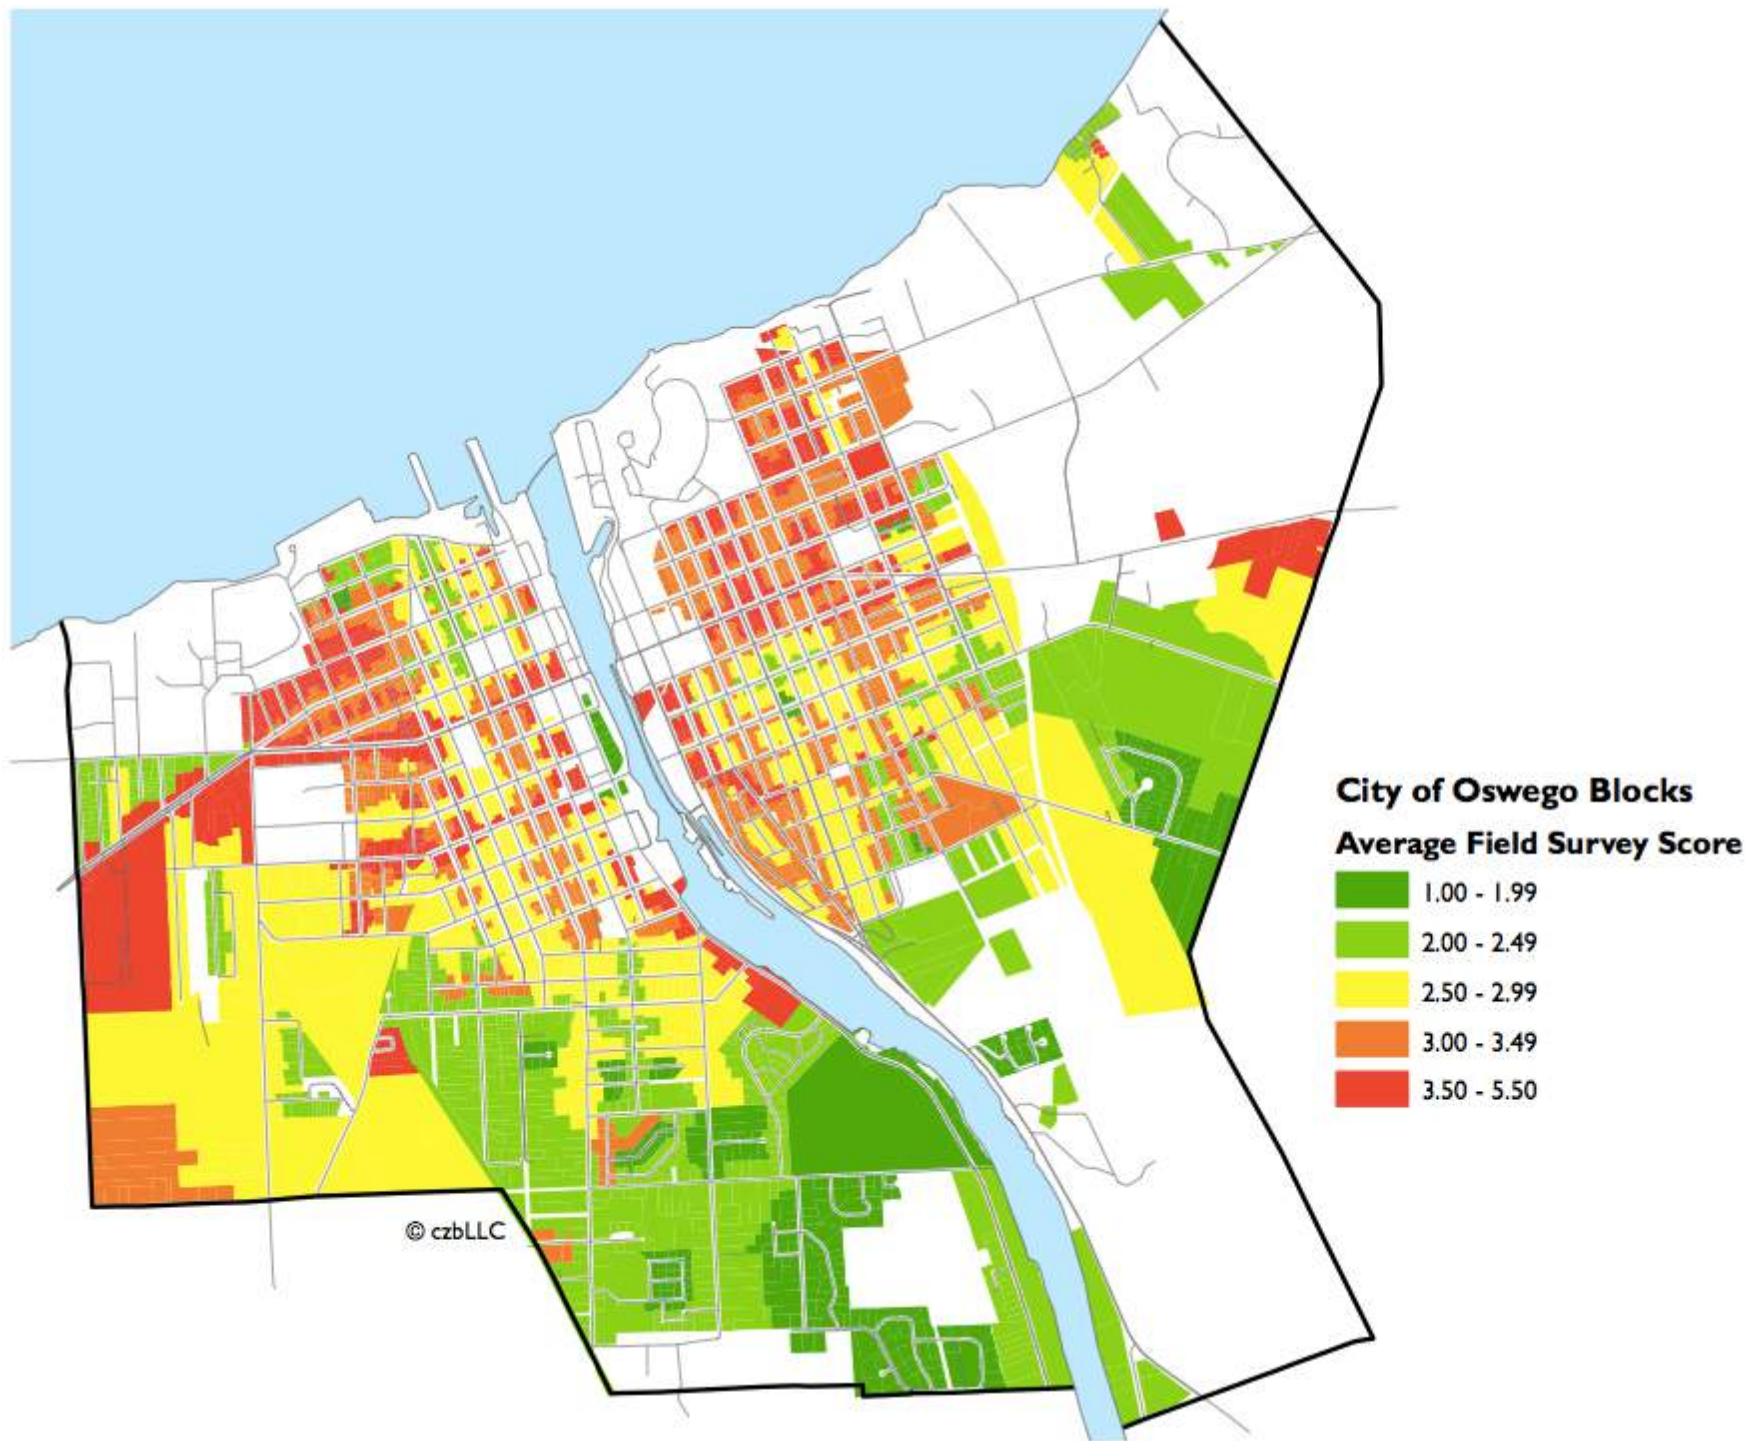 City of Oswego Blocks
Average Field Survey Score
1.00 - 1.99
2.00 - 2.49
2.50 - 2.99
3.00 - 3.49
3.50 - 5.50
© czbLLC